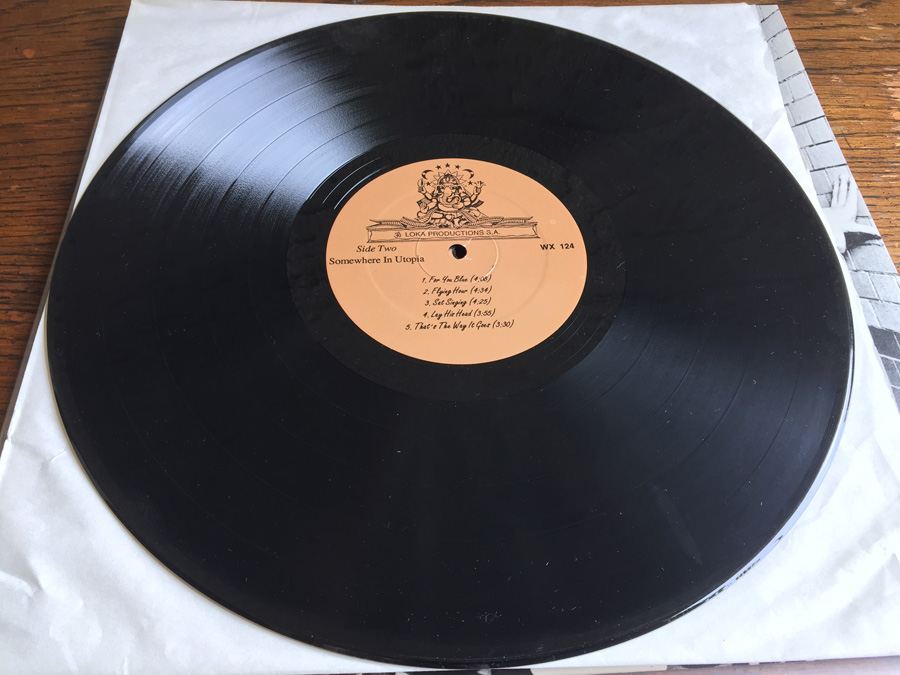 ॐ LOKA PRODUCTIONS S.A.
Side Two
WX 124
Somewhere In Utopia
1. For You Blue (4:08)
2. Flying Hour (4:34)
3. Sat Singing (4:25)
4. Lay His Head (3:55)
5. That's The Way It Goes (3:30)